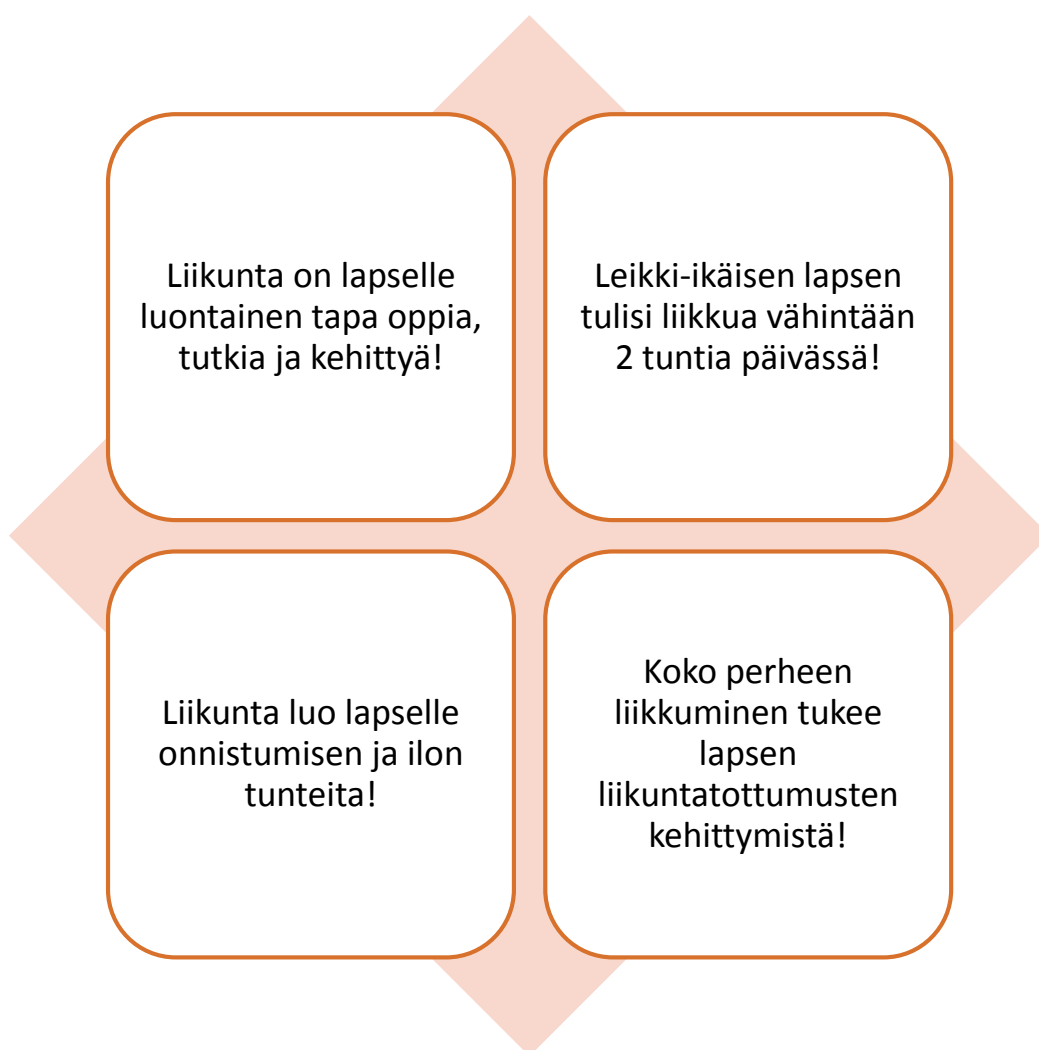 Liikunta on lapselle
luontainen tapa oppia,
tutkia ja kehittyä!
Leikki-ikäisen lapsen
tulisi liikkua vähintään
2 tuntia päivässä!
Liikunta luo lapselle
onnistumisen ja ilon
tunteita!
Koko perheen
liikkuminen tukee
lapsen
liikuntatottumusten
kehittymistä!